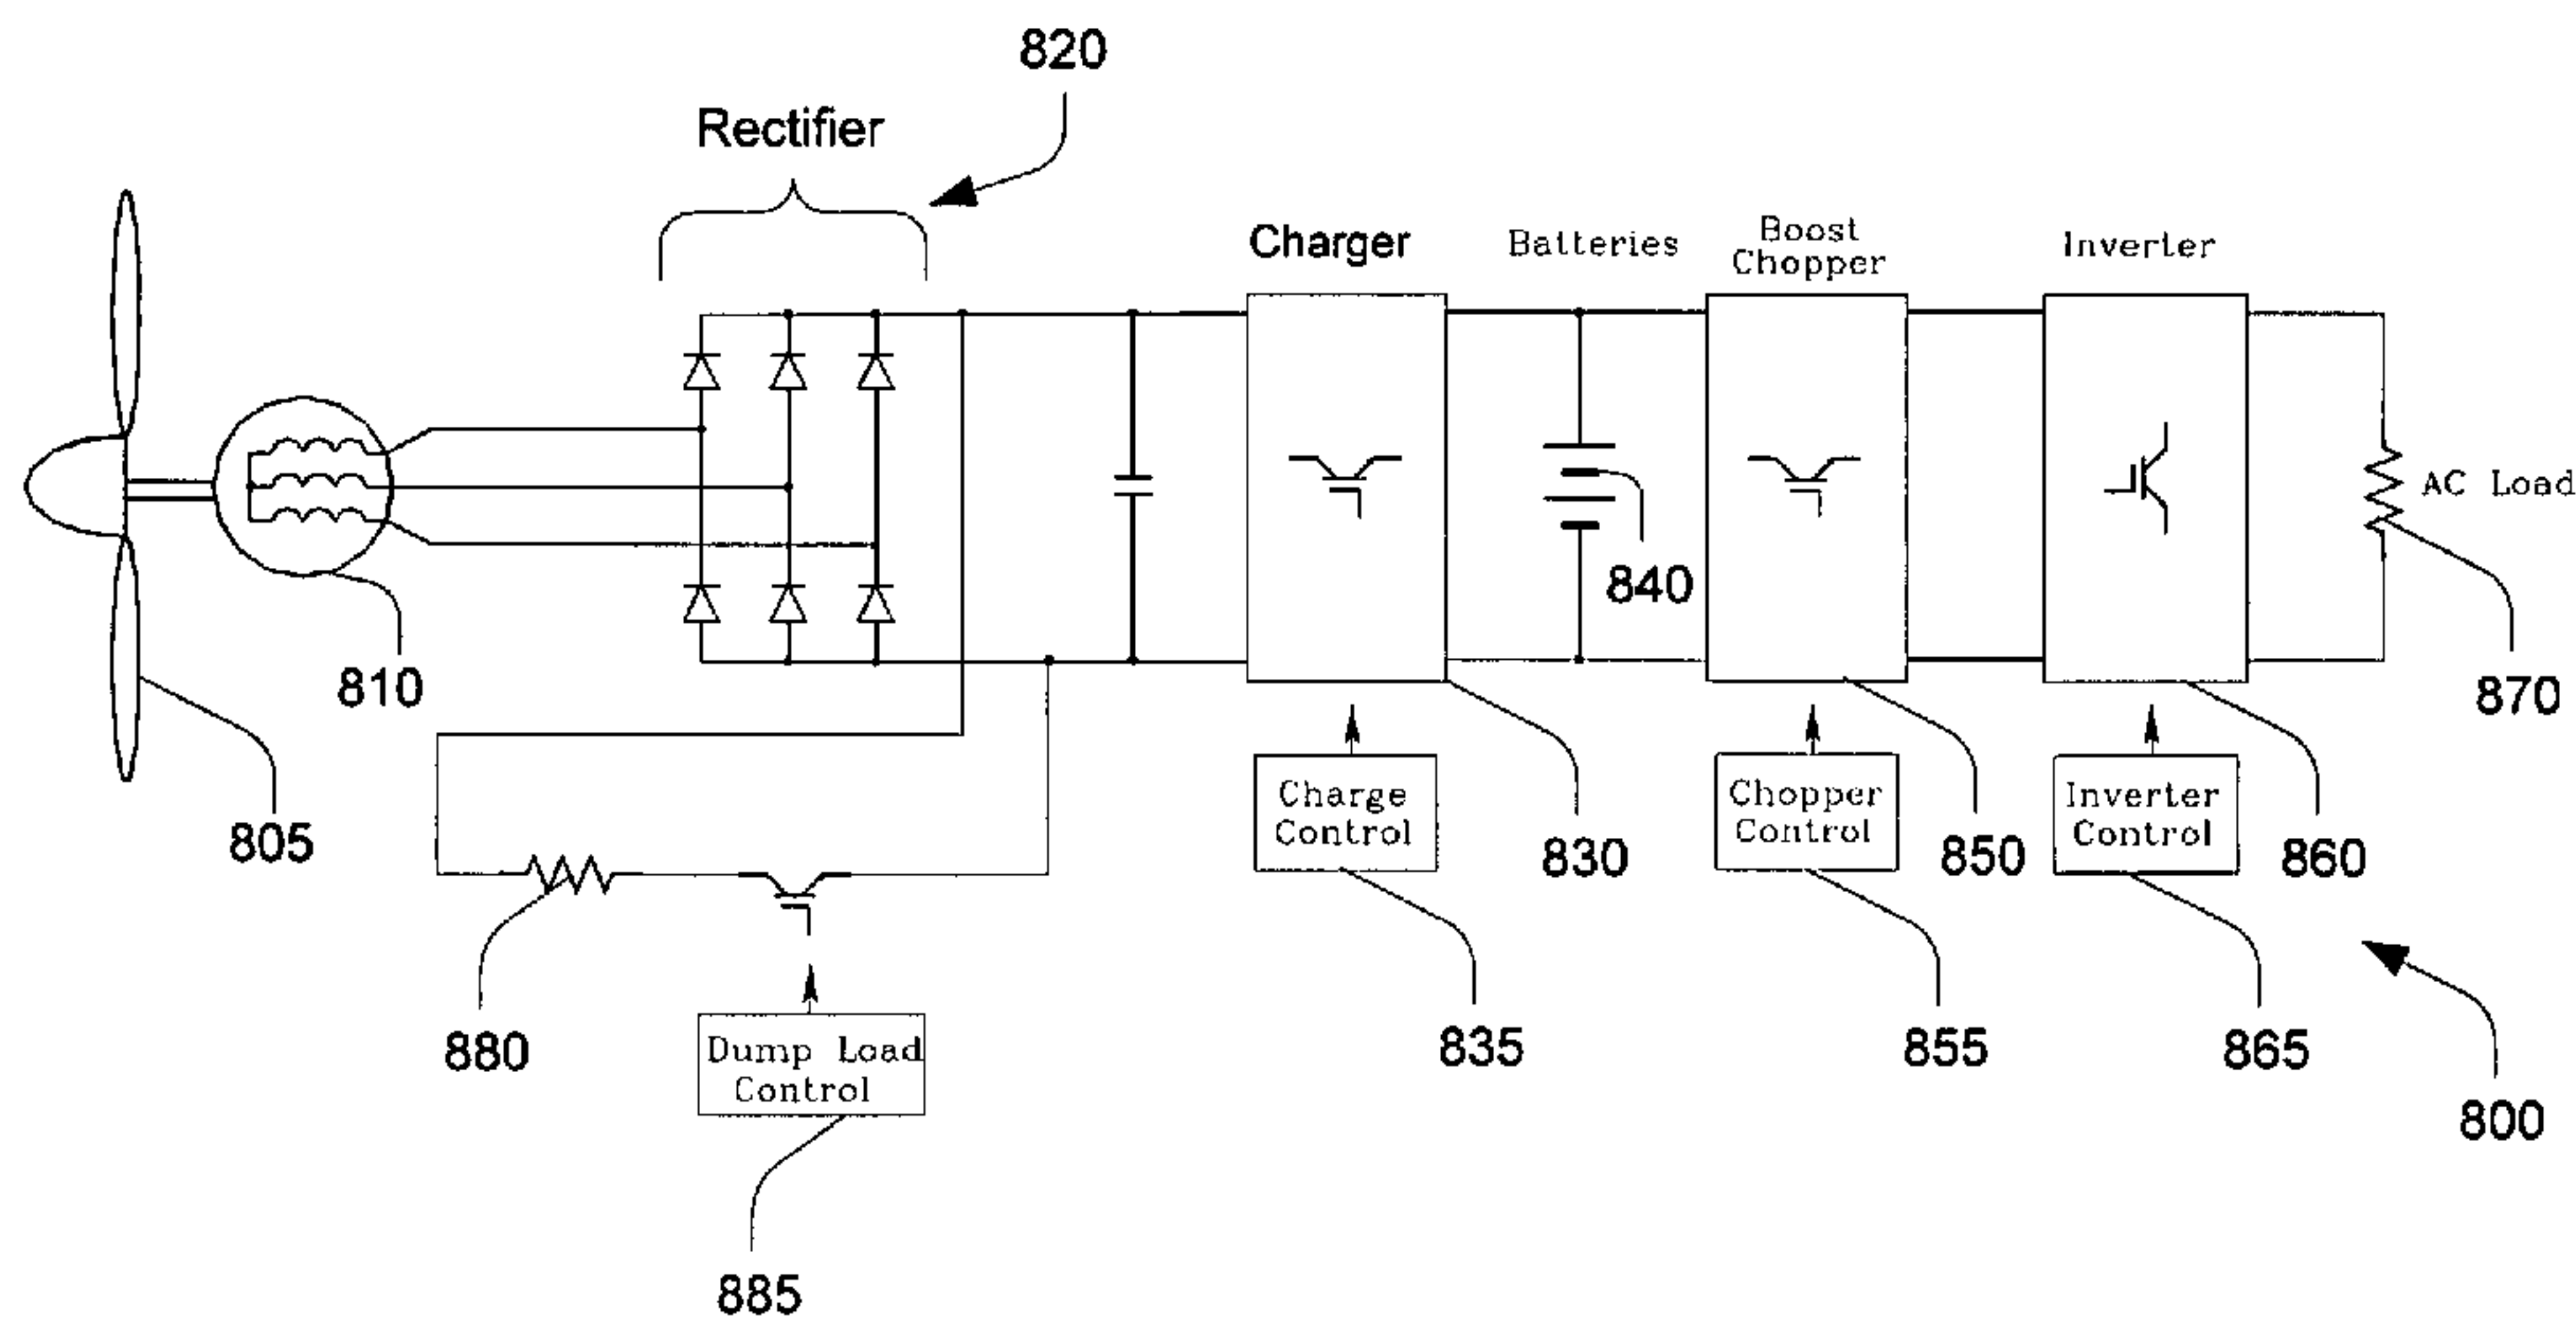 820
Rectifier
Charger
Batteries
Boost
Chopper
Inverter
AC Load
840
810
870
805
Charge
Control
830
Chopper
Control
850
Inverter
Control
860
880
Dump Load
Control
835
855
865
800
885